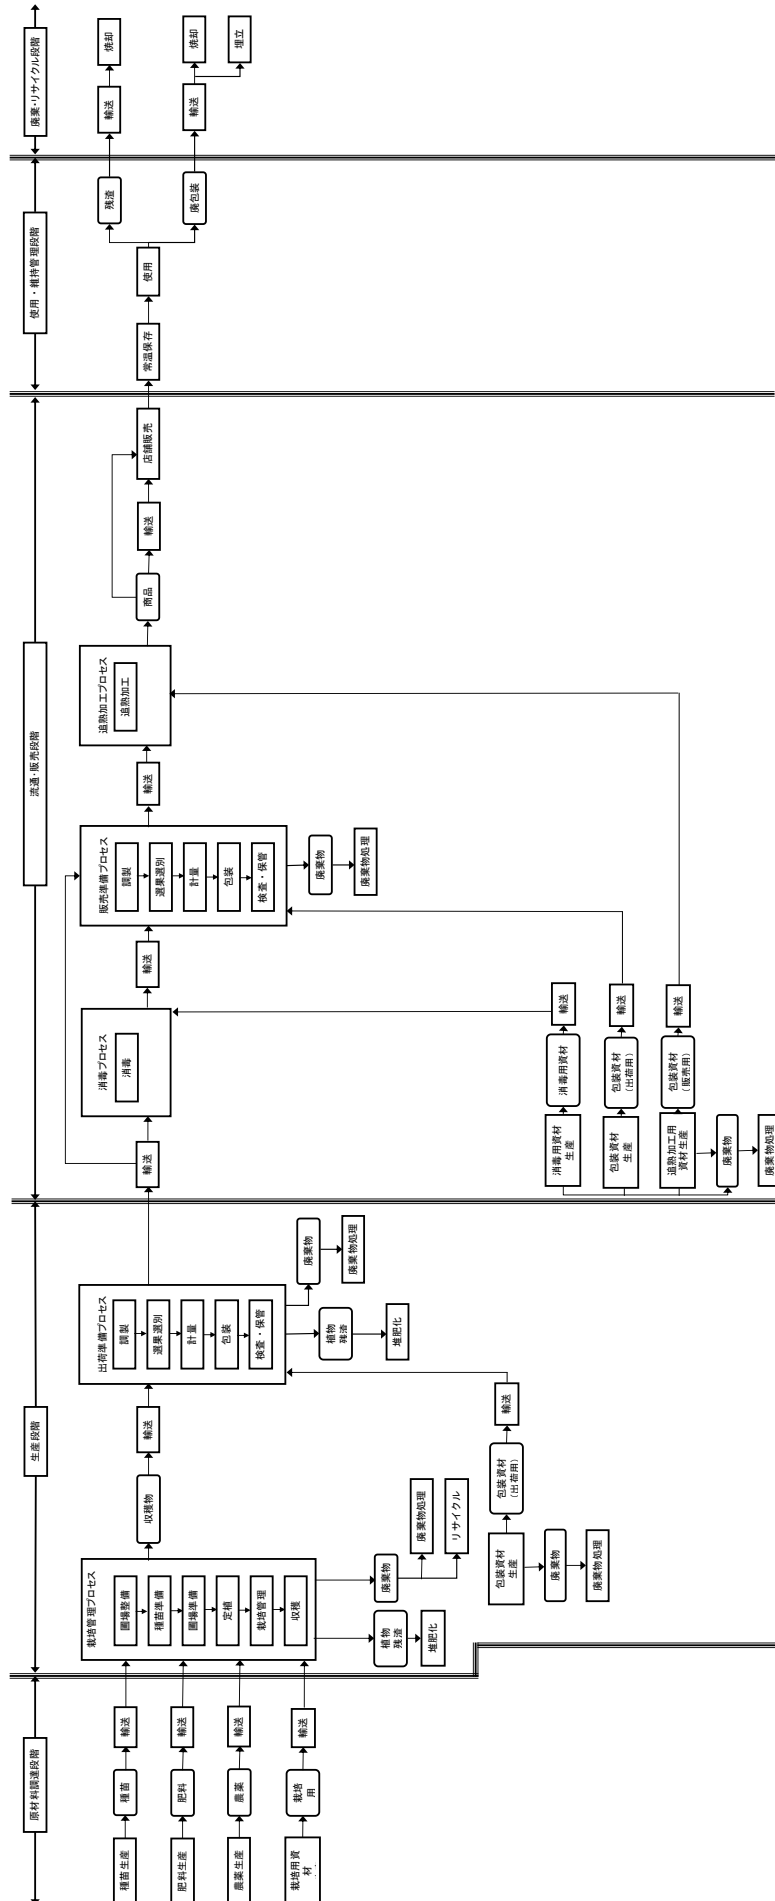 原材料調達段階
種苗生産
種苗
輸送
肥料生産
肥料
輸送
農薬生産
農薬
輸送
栽培用資
材
栽培
用
輸送
生産段階
栽培管理プロセス
圃場整備
種苗準備
圃場準備
定植
栽培管理
収穫
植物
残渣
堆肥化
廃棄物
廃棄物処理
リサイクル
収穫物
輸送
包装資材
生産
包装資材
(出荷用)
輸送
廃棄物
廃棄物処理
出荷準備プロセス
調製
選果選別
計量
包装
検査・保管
植物
残渣
堆肥化
廃棄物
廃棄物処理
流通・販売段階
輸送
消毒プロセス
消毒
輸送
消毒用資材
生産
消毒用資材
輸送
包装資材
生産
包装資材
(出荷用)
輸送
追熟加工用
資材生産
包装資材
(販売用)
輸送
廃棄物
廃棄物処理
販売準備プロセス
調製
選果選別
計量
包装
検査・保管
廃棄物
廃棄物処理
輸送
追熟加工プロセス
追熟加工
商品
輸送
店舗販売
使用・維持管理段階
常温保存
使用
残渣
廃包装
廃棄・リサイクル段階
輸送
焼却
輸送
焼却
埋立